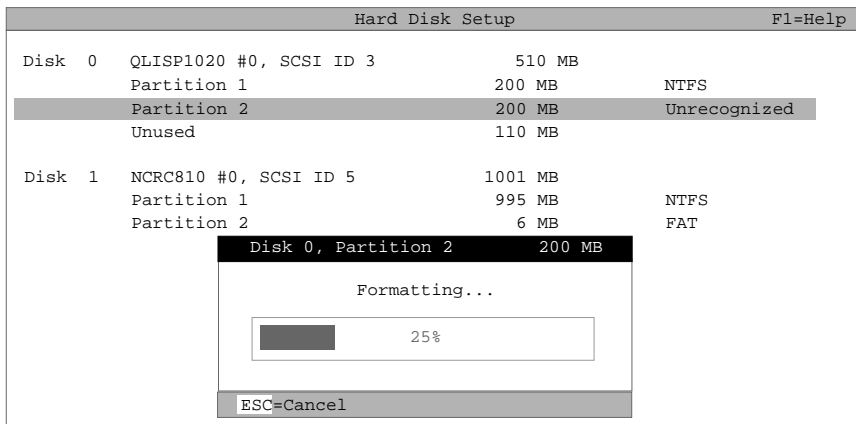 Hard Disk Setup F1=Help
Disk 0 QLISP1020 #0, SCSI ID 3 510 MB
Partition 1 200 MB NTFS
Partition 2 200 MB Unrecognized
Unused 110 MB
Disk 1 NCRC810 #0, SCSI ID 5 1001 MB
Partition 1 995 MB NTFS
Partition 2 6 MB FAT
Disk 0, Partition 2 200 MB
Formatting...
25%
ESC=Cancel